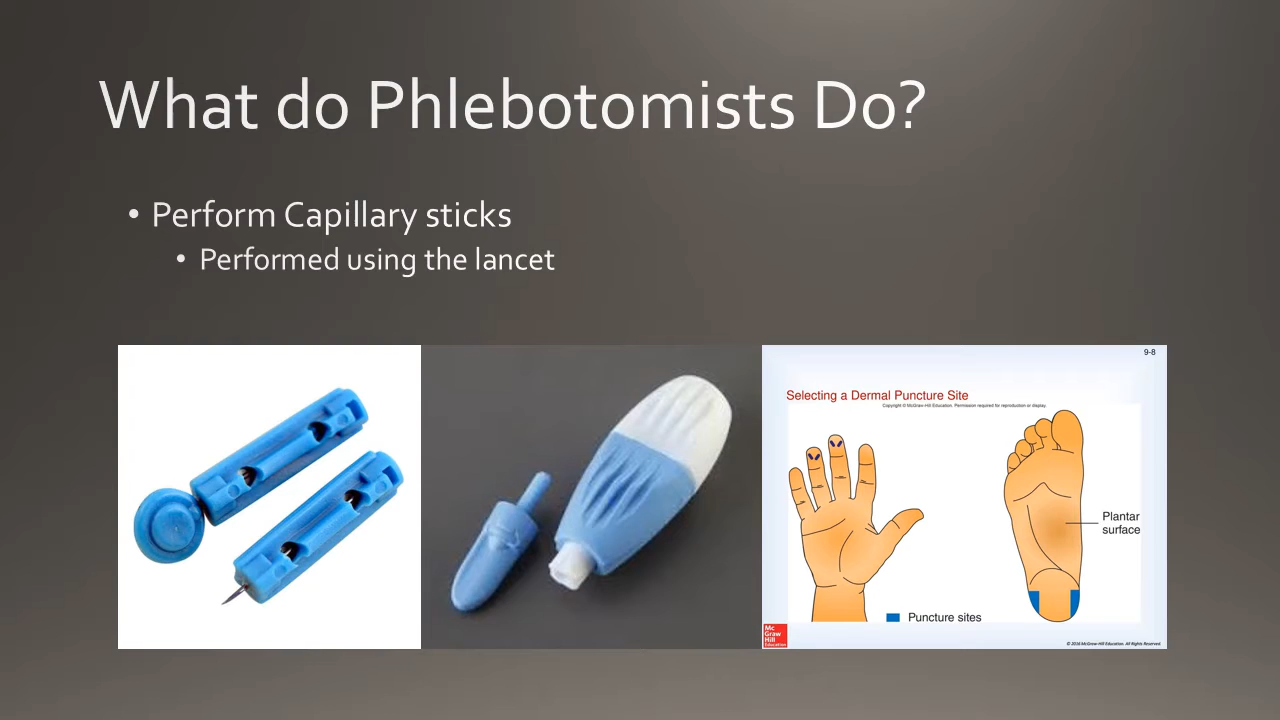 What do Phlebotomists Do?
• Perform Capillary sticks
• Performed using the lancet
9-8
Selecting a Dermal Puncture Site
Copyright © McGraw-Hill Education. Permission required for reproduction or display.
Plantar
surface
Puncture sites
Mc
Graw
Hill
Education
© 2016 McGraw-Hill Education. All Rights Reserved.